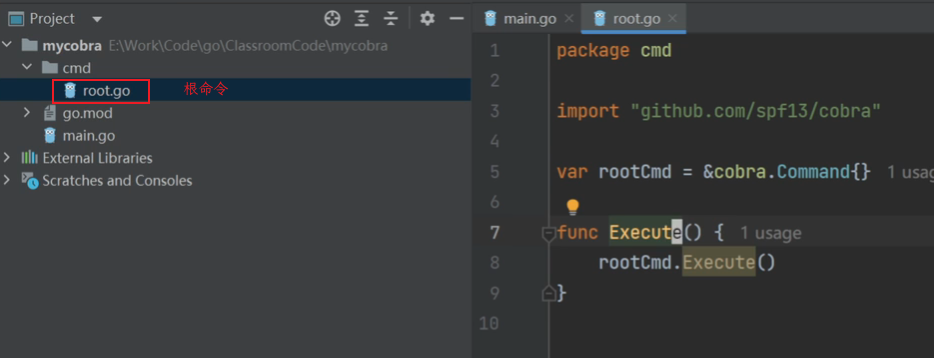 Project
mycobra E:\Work\Code\go\ClassroomCode\mycobra
cmd
root.go 根命令
go.mod
main.go
External Libraries
Scratches and Consoles
main.go root.go
1 package cmd
2
3 import "github.com/spf13/cobra"
4
5 var rootCmd = &cobra.Command{} 1 usag
6
7 func Execute() { 1 usage
8 rootCmd.Execute()
9 }
10